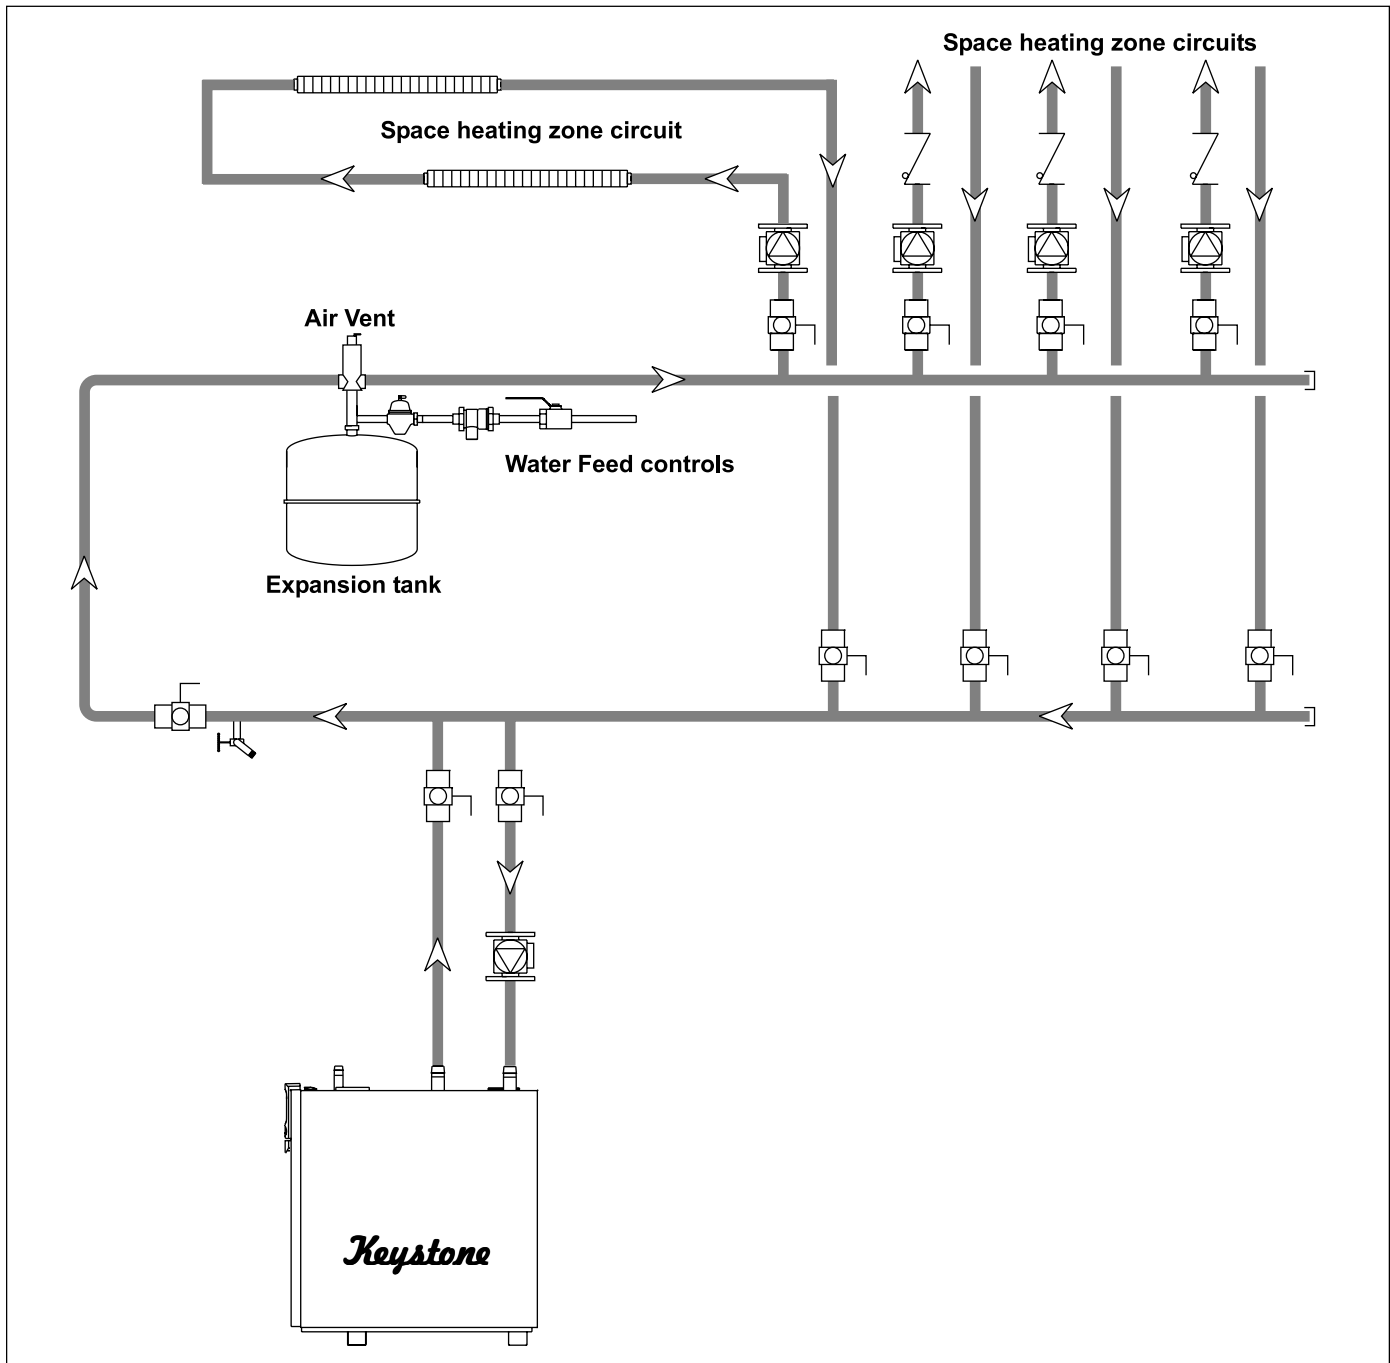 Space heating zone circuits
Space heating zone circuit
Air Vent
Water Feed controls
Expansion tank
Keystone